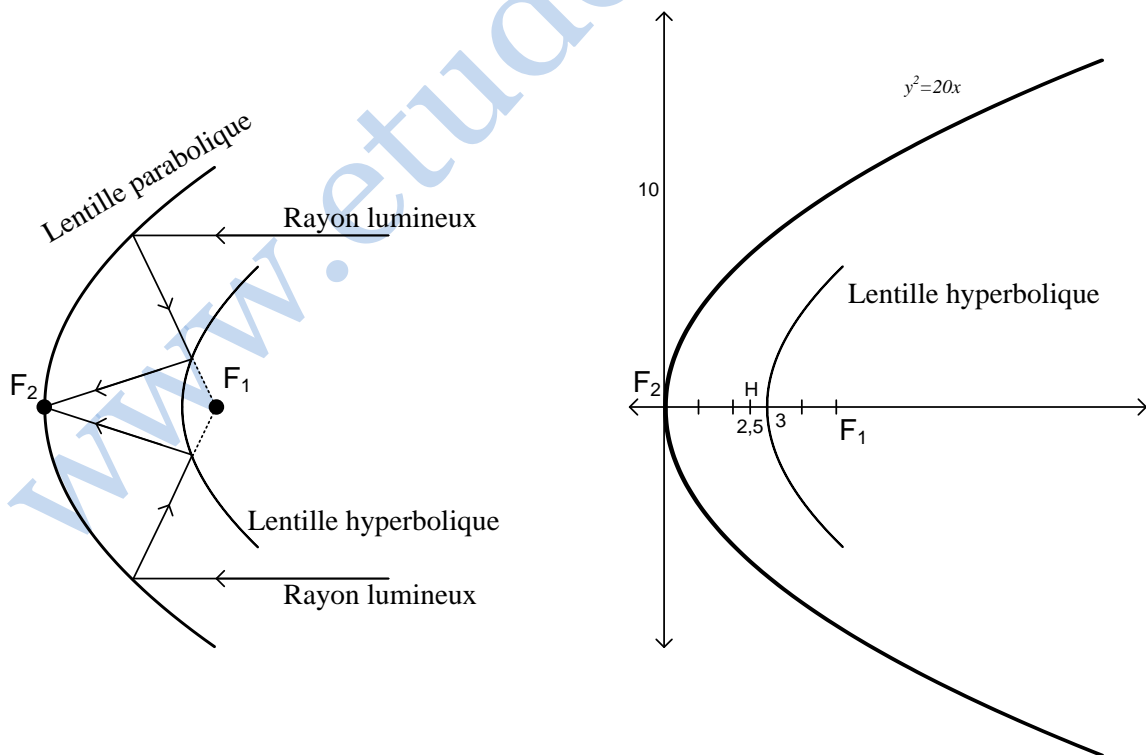 www.etude
Lentille parabolique
Rayon lumineux
F2
F1
Lentille hyperbolique
Rayon lumineux
y²=20x
10
Lentille hyperbolique
F2
H
2,5
3
F1